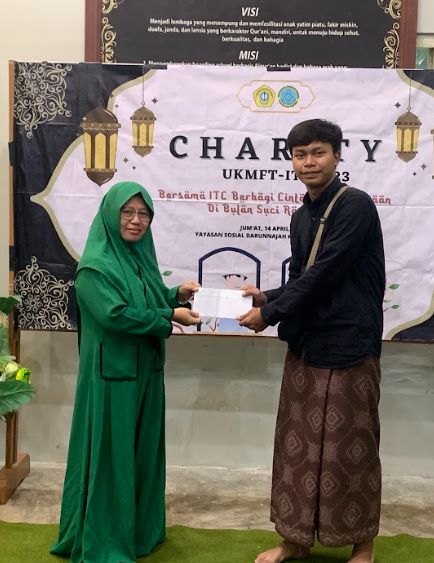 VISI
Menjadi lembaga yang menampung dan memfasilitasi anak yatim piatu, fakir miskin,
duafa, janda, dan lansia yang berkarakter Qur'ani, mandiri, untuk menuju hidup sehat,
berkualitas, dan bahagia
MISI
CHARITY
UKMFT-IT 23
Bersama ITC Berbagi Cinta
Di Bulan Suci
JUM'AT, 14 APRIL
YAYASAN SOSIAL DARUNNAJAH